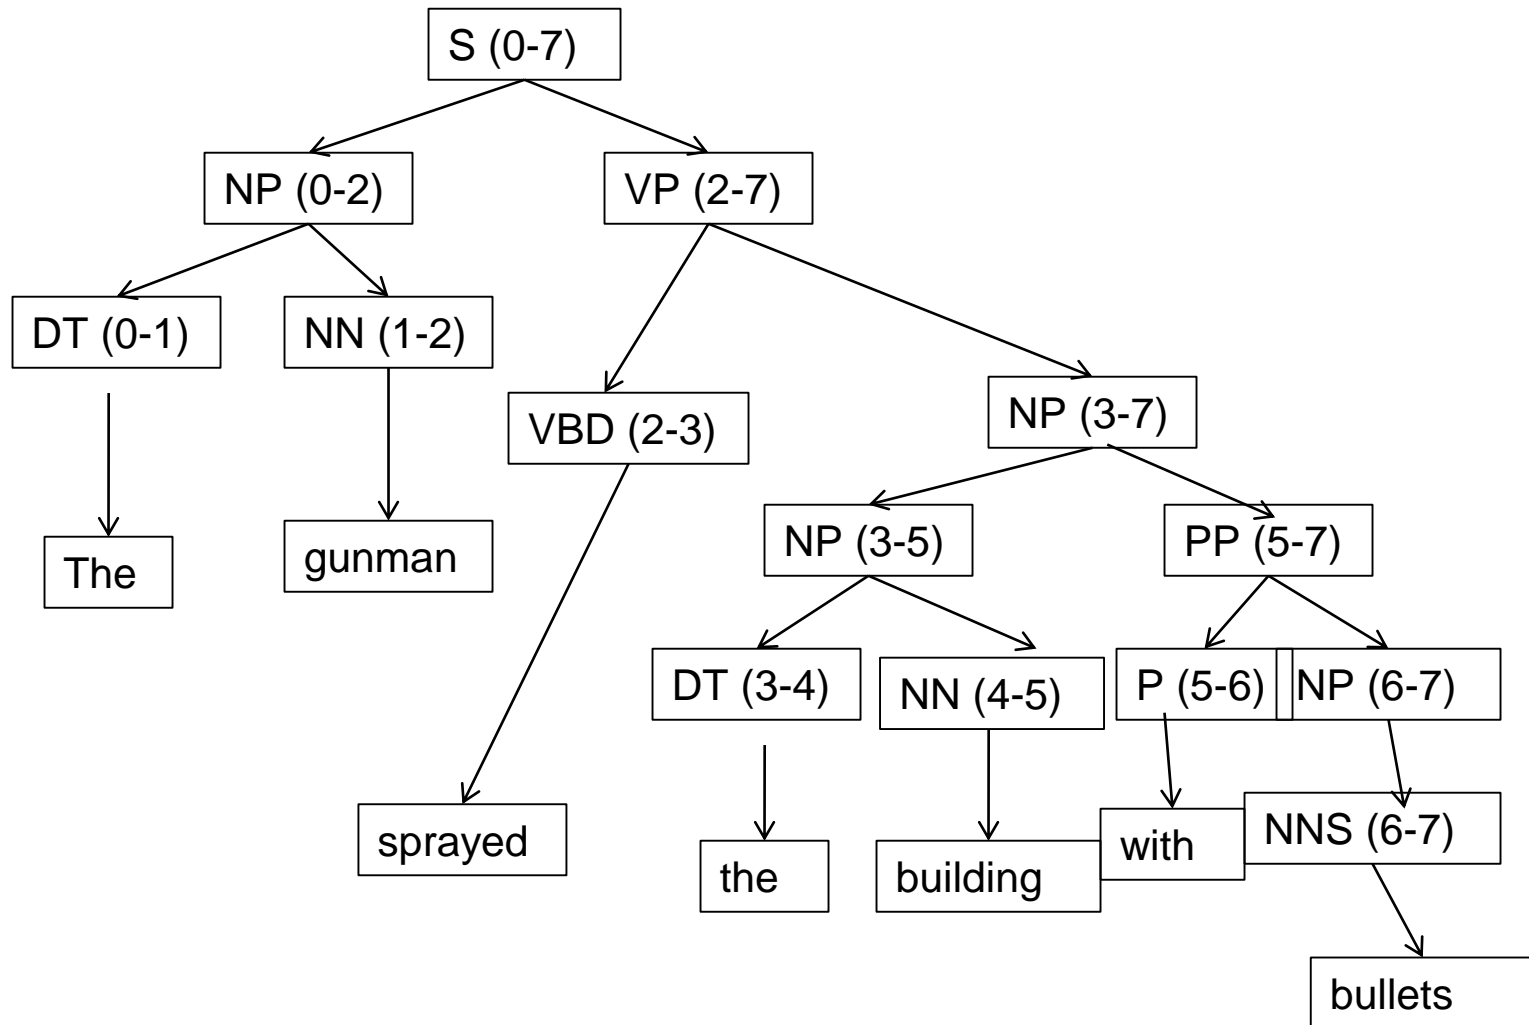 S (0-7)
NP (0-2)
VP (2-7)
DT (0-1)
NN (1-2)
VBD (2-3)
NP (3-7)
The
gunman
NP (3-5)
PP (5-7)
DT (3-4)
NN (4-5)
P (5-6)
NP (6-7)
sprayed
the
building
with
NNS (6-7)
bullets